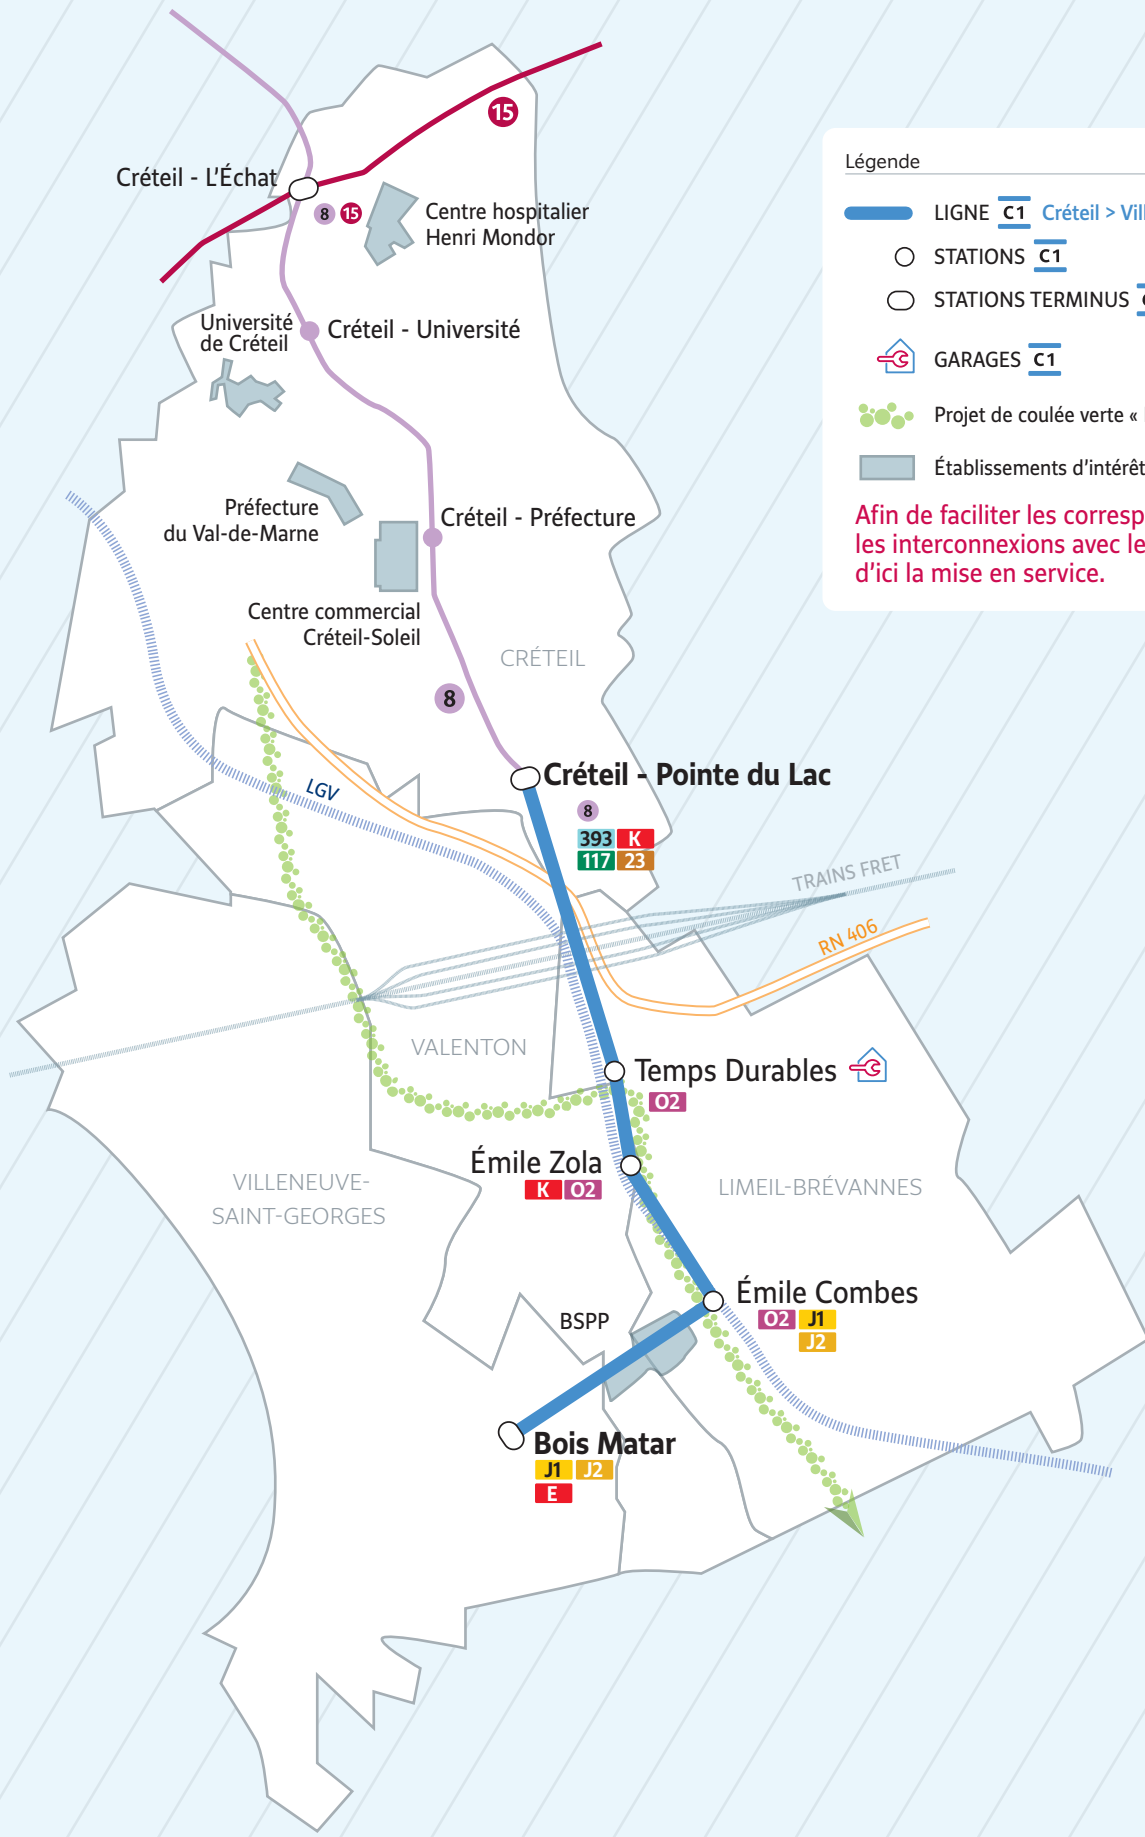 15
Créteil - L'Échat
8 15
Centre hospitalier
Henri Mondor
Université
de Créteil
Créteil - Université
Préfecture
du Val-de-Marne
Créteil - Préfecture
Centre commercial
Créteil-Soleil
CRÉTEIL
8
LGV
Créteil - Pointe du Lac
8
393 K
117 23
TRAINS FRET
RN 406
VALENTON
Temps Durables
O2
Émile Zola
K O2
VILLENEUVE-
SAINT-GEORGES
LIMEIL-BRÉVANNES
Émile Combes
O2 J1
J2
BSPP
Bois Matar
J1 J2
E
Légende
LIGNE C1 Créteil >
STATIONS C1
STATIONS TERMINUS
GARAGES C1
Projet de coulée verte «
Établissements d'intérêt
Afin de faciliter les
les interconnexions avec
d'ici la mise en service.